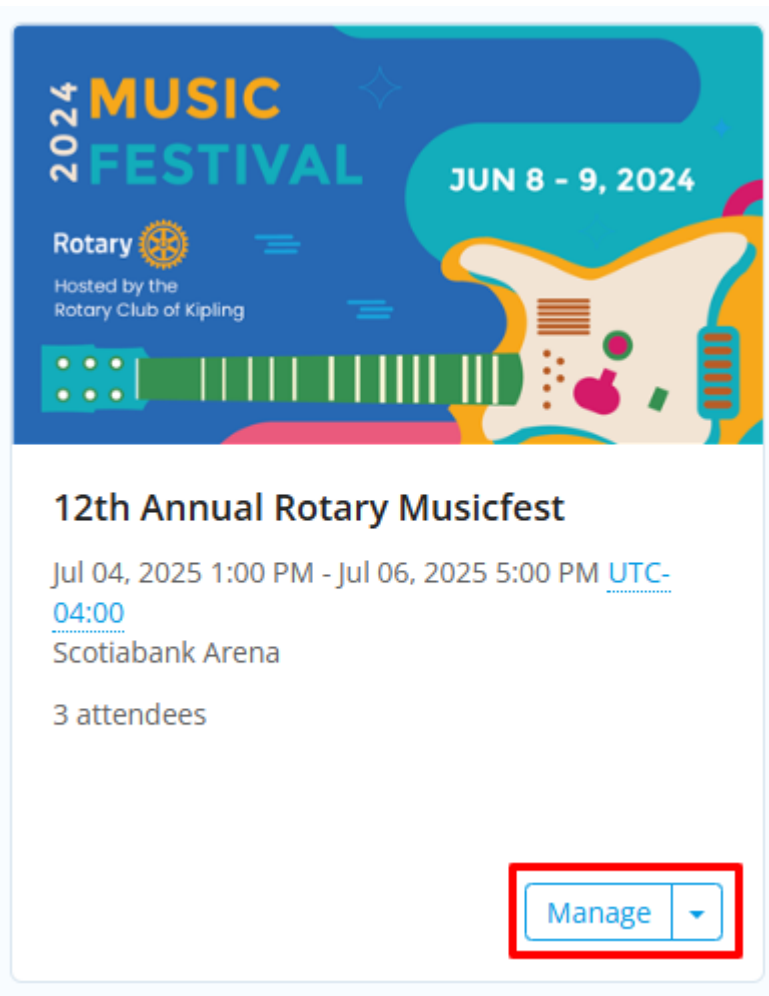 2024
MUSIC
FESTIVAL
JUN 8 - 9, 2024
Rotary
Hosted by the
Rotary Club of Kipling
12th Annual Rotary Musicfest
Jul 04, 2025 1:00 PM - Jul 06, 2025 5:00 PM UTC-
04:00
Scotiabank Arena
3 attendees
Manage